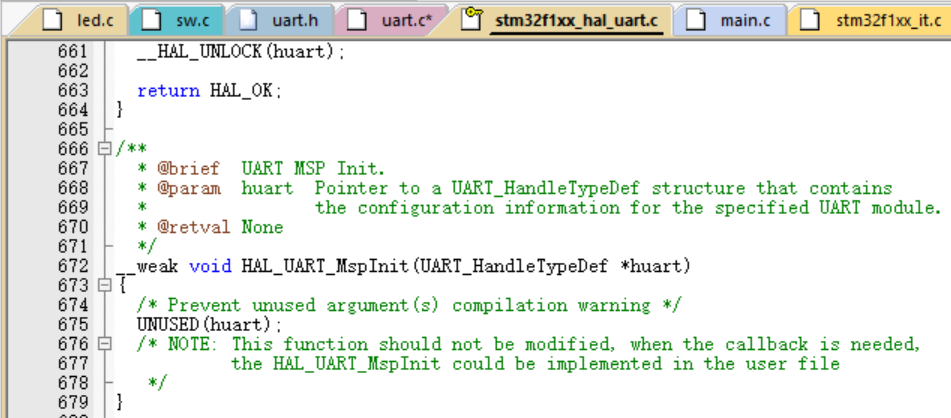 led.c sw.c uart.h uart.c* stm32f1xx_hal_uart.c main.c stm32f1xx_it.c
661 __HAL_UNLOCK(huart);
662
663 return HAL_OK;
664 }
665
666 /**
667 * @brief UART MSP Init.
668 * @param huart Pointer to a UART_HandleTypeDef structure that contains
669 * the configuration information for the specified UART module.
670 * @retval None
671 */
672 __weak void HAL_UART_MspInit(UART_HandleTypeDef *huart)
673 {
674 /* Prevent unused argument(s) compilation warning */
675 UNUSED(huart);
676 /* NOTE: This function should not be modified, when the callback is needed,
677 the HAL_UART_MspInit could be implemented in the user file
678 */
679 }